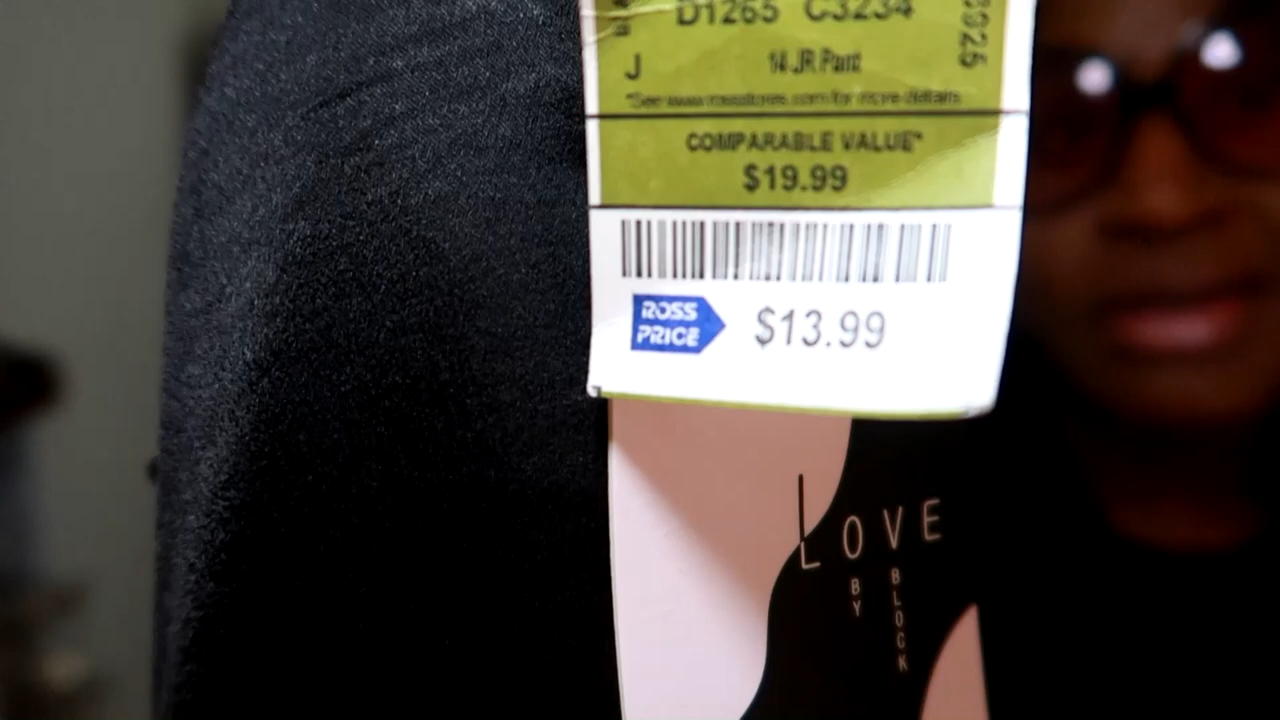 D1265 C3234
3925
J
14 JR Pant
*See www.rossstores.com for more details.
COMPARABLE VALUE*
$19.99
ROSS
PRICE
$13.99
LOVE
BY
BLOCK